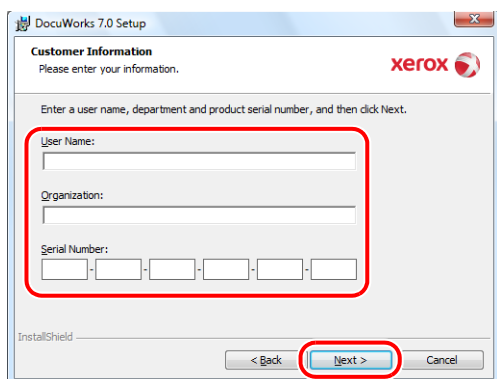 DocuWorks 7.0 Setup
Customer Information
Please enter your information.
xerox
Enter a user name, department and product serial number, and then click Next.
User Name:
Organization:
Serial Number:
- - - - -
InstallShield
< Back Next > Cancel